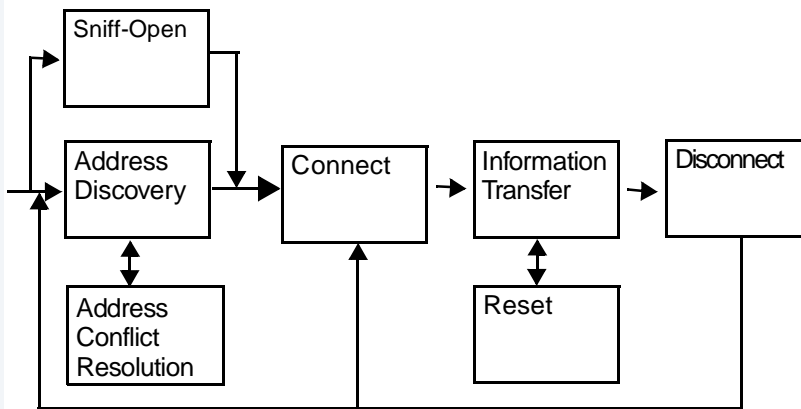 Sniff-Open
Address
Discovery
Connect
Information
Transfer
Disconnect
Address
Conflict
Resolution
Reset